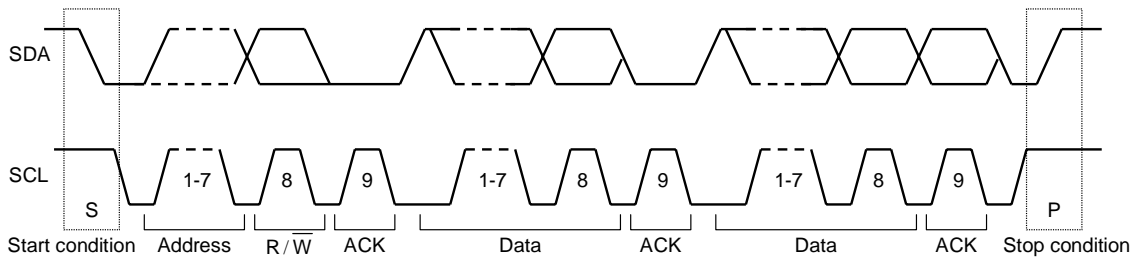 SDA
SCL
1-7 8 9 1-7 8 9 1-7 8 9
S P
Start condition Address R / W̅ ACK Data ACK Data ACK Stop condition